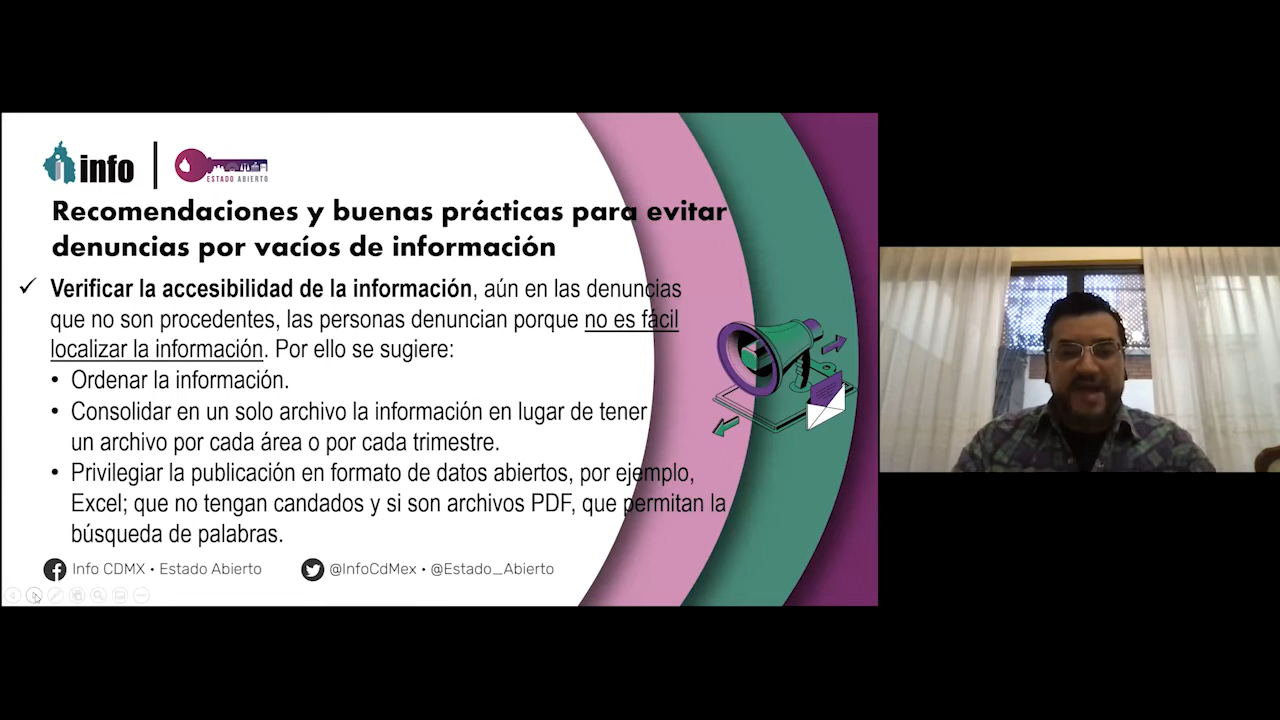 info
ESTADO ABIERTO
Recomendaciones y buenas prácticas para evitar
denuncias por vacíos de información
✓ Verificar la accesibilidad de la información, aún en las denuncias
que no son procedentes, las personas denuncian porque no es fácil
localizar la información. Por ello se sugiere:
• Ordenar la información.
• Consolidar en un solo archivo la información en lugar de tener
un archivo por cada área o por cada trimestre.
• Privilegiar la publicación en formato de datos abiertos, por ejemplo,
Excel; que no tengan candados y si son archivos PDF, que permitan la
búsqueda de palabras.
Info CDMX • Estado Abierto
@InfoCdMex • @Estado_Abierto